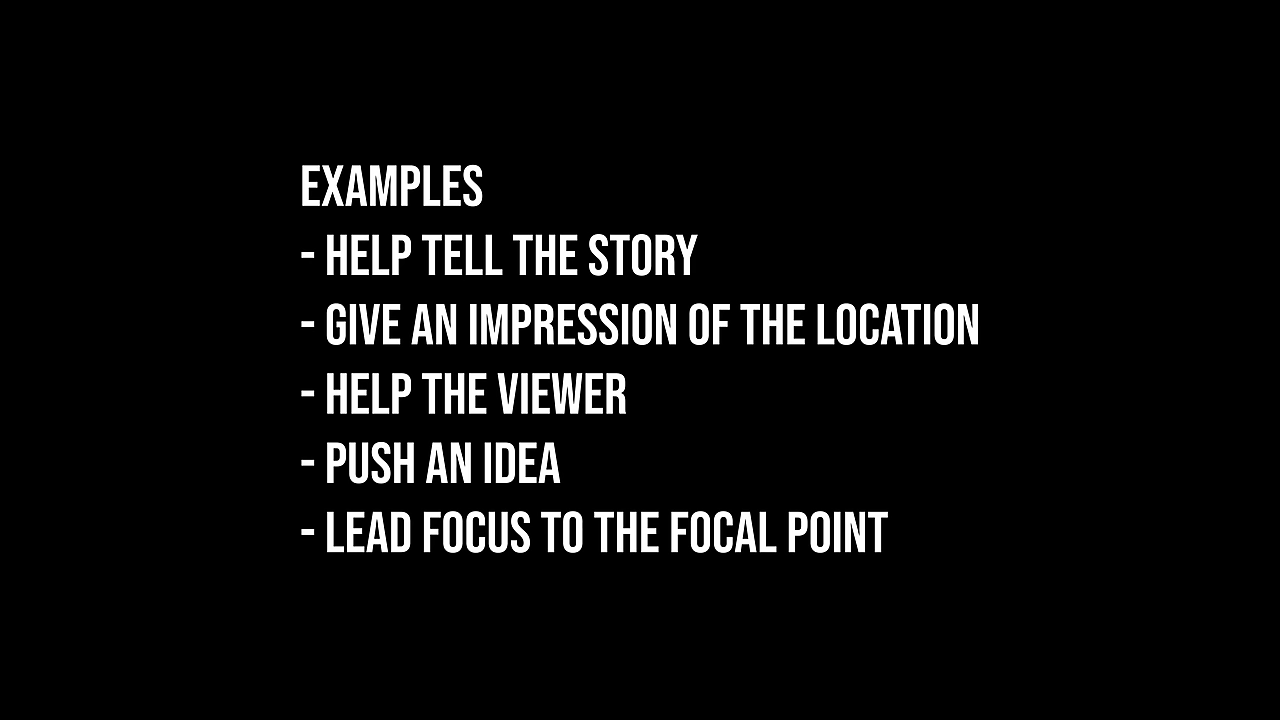 EXAMPLES
- HELP TELL THE STORY
- GIVE AN IMPRESSION OF THE LOCATION
- HELP THE VIEWER
- PUSH AN IDEA
- LEAD FOCUS TO THE FOCAL POINT